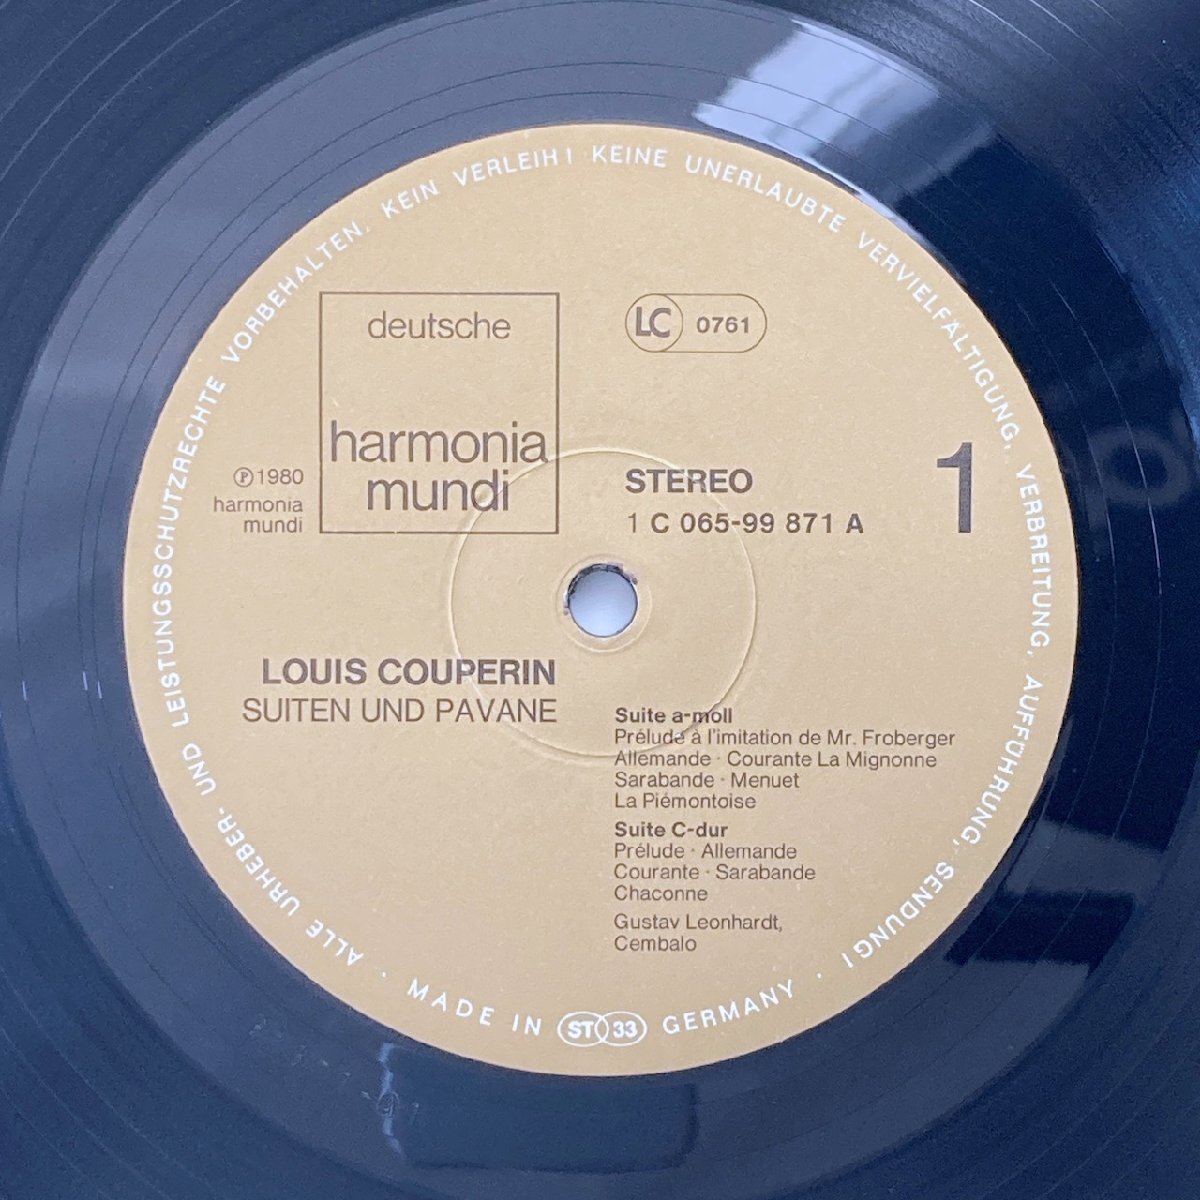 ALLE URHEBER- UND LEISTUNGSSCHUTZRECHTE VORBEHALTEN. KEIN VERLEIH! KEINE UNERLAUBTE VERVIELFÄLTIGUNG, VERBREITUNG, AUFFÜHRUNG, SENDUNG!
deutsche
harmonia
mundi
LC 0761
℗ 1980
harmonia
mundi
STEREO
1 C 065-99 871 A
1
LOUIS COUPERIN
SUITEN UND PAVANE
Suite a-moll
Prélude à l'imitation de Mr. Froberger
Allemande · Courante La Mignonne
Sarabande · Menuet
La Piémontoise
Suite C-dur
Prélude · Allemande
Courante · Sarabande
Chaconne
Gustav Leonhardt,
Cembalo
· MADE IN ST 33 GERMANY ·